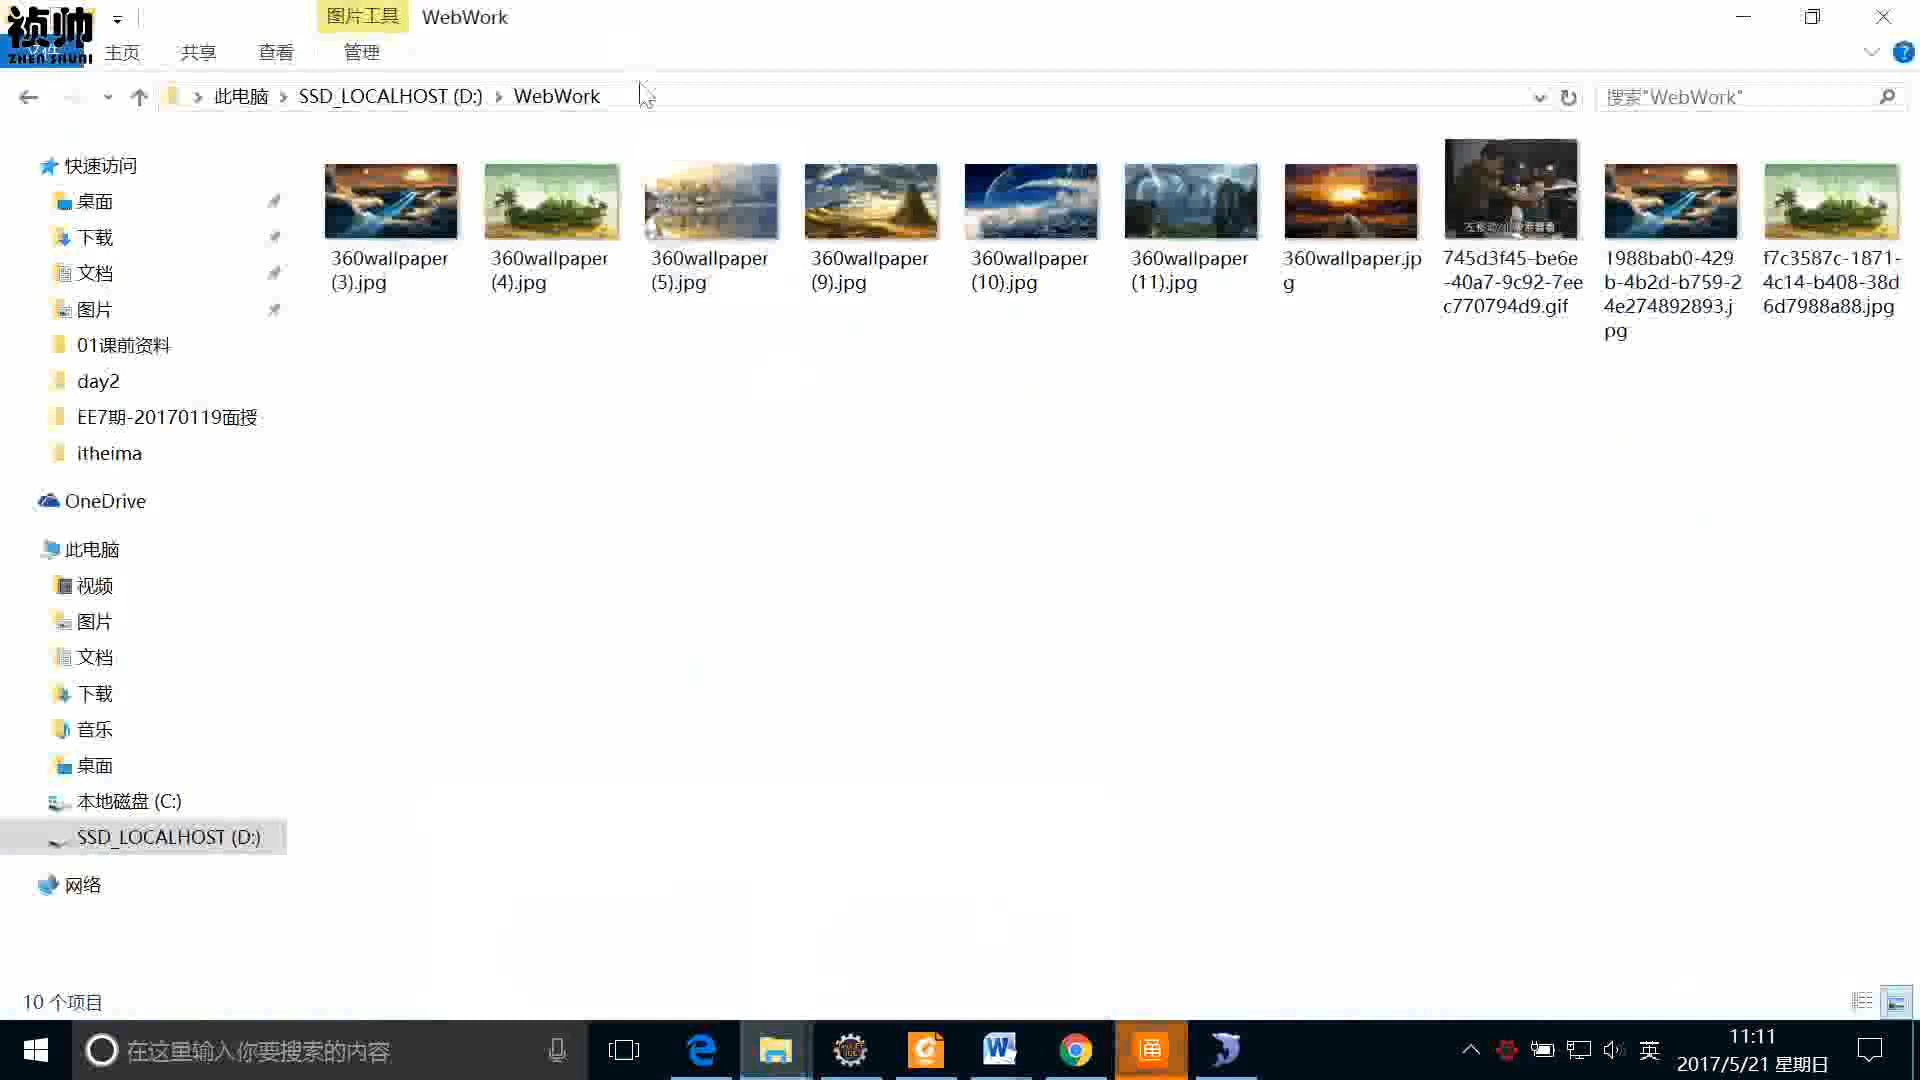 祯帅
ZHEN SHUAI
图片工具
WebWork
主页
共享
查看
管理
此电脑
SSD_LOCALHOST (D:)
WebWork
搜索"WebWork"
快速访问
桌面
下载
文档
图片
01课前资料
day2
EE7期-20170119面授
itheima
OneDrive
此电脑
视频
图片
文档
下载
音乐
桌面
本地磁盘 (C:)
SSD_LOCALHOST (D:)
网络
360wallpaper
(3).jpg
360wallpaper
(4).jpg
360wallpaper
(5).jpg
360wallpaper
(9).jpg
360wallpaper
(10).jpg
360wallpaper
(11).jpg
360wallpaper.jp
g
745d3f45-be6e
-40a7-9c92-7ee
c770794d9.gif
1988bab0-429
b-4b2d-b759-2
4e274892893.j
pg
f7c3587c-1871-
4c14-b408-38d
6d7988a88.jpg
10 个项目
在这里输入你要搜索的内容
英
11:11
2017/5/21 星期日